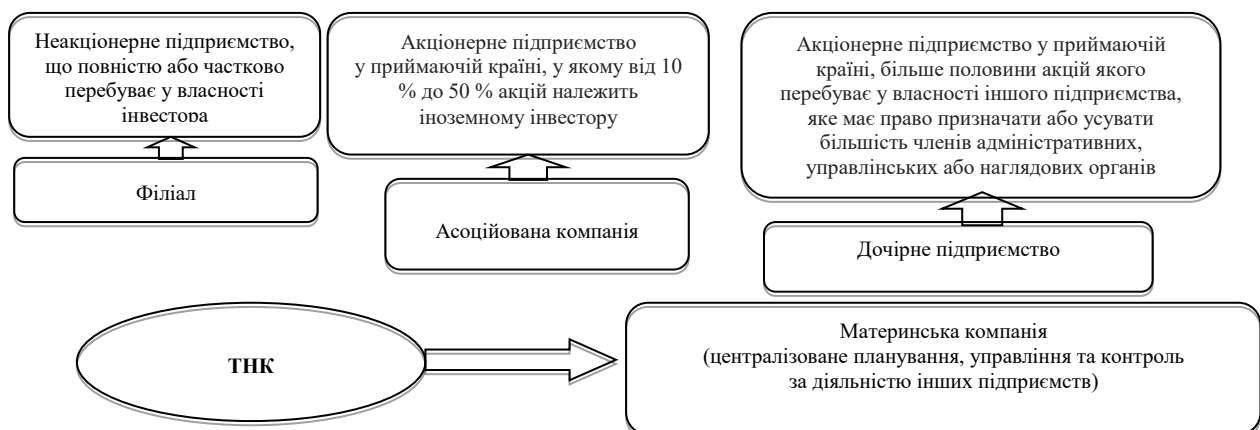 Неакціонерне підприємство,
що повністю або частково
перебуває у власності
інвестора
Філіал
Акціонерне підприємство
у приймаючій країні, у якому від 10
% до 50 % акцій належить
іноземному інвестору
Асоційована компанія
Акціонерне підприємство у приймаючій
країні, більше половини акцій якого
перебуває у власності іншого підприємства,
яке має право призначати або усувати
більшість членів адміністративних,
управлінських або наглядових органів
Дочірнє підприємство
ТНК
Материнська компанія
(централізоване планування, управління та контроль
за діяльністю інших підприємств)